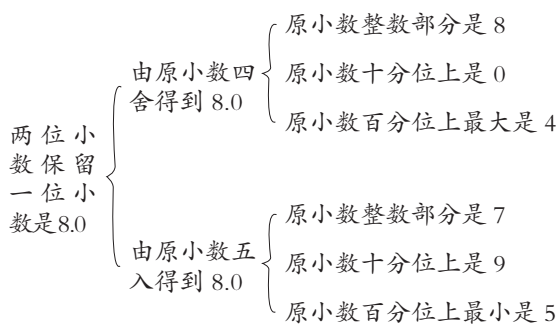 两位小
数保留
一位小
数是8.0
由原小数四
舍得到 8.0
原小数整数部分是 8
原小数十分位上是 0
原小数百分位上最大是 4
由原小数五
入得到 8.0
原小数整数部分是 7
原小数十分位上是 9
原小数百分位上最小是 5